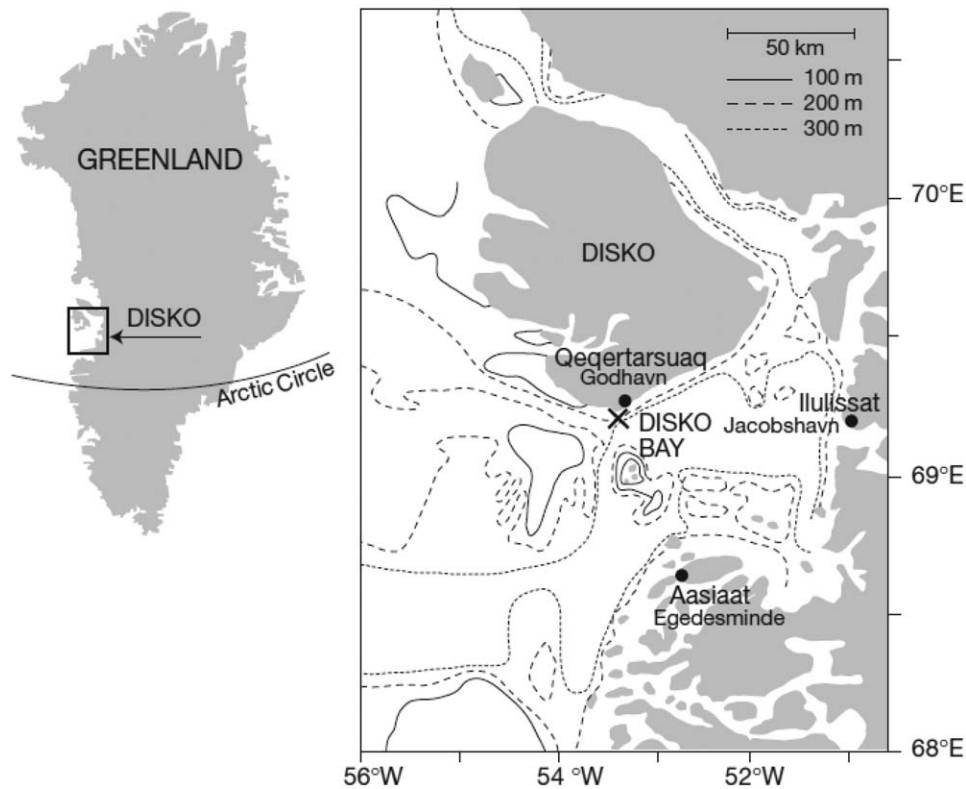 GREENLAND
DISKO
Arctic Circle
50 km
100 m
200 m
300 m
70°E
DISKO
Qeqertarsuaq
Godhavn
Ilulissat
DISKO
Jacobshavn
BAY
69°E
Aasiaat
Egedesminde
68°E
56°W
54 °W
52°W